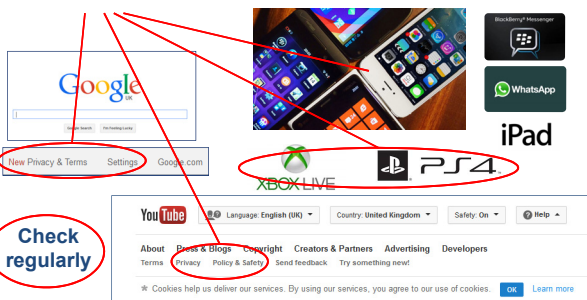 Google
UK
Google Search I'm Feeling Lucky
New Privacy & Terms Settings Google.com
BlackBerry® Messenger
WhatsApp
iPad
XBOX LIVE
PS4
Check
regularly
YouTube Language: English (UK) Country: United Kingdom Safety: On Help
About Press & Blogs Copyright Creators & Partners Advertising Developers
Terms Privacy Policy & Safety Send feedback Try something new!
Cookies help us deliver our services. By using our services, you agree to our use of cookies. OK Learn more